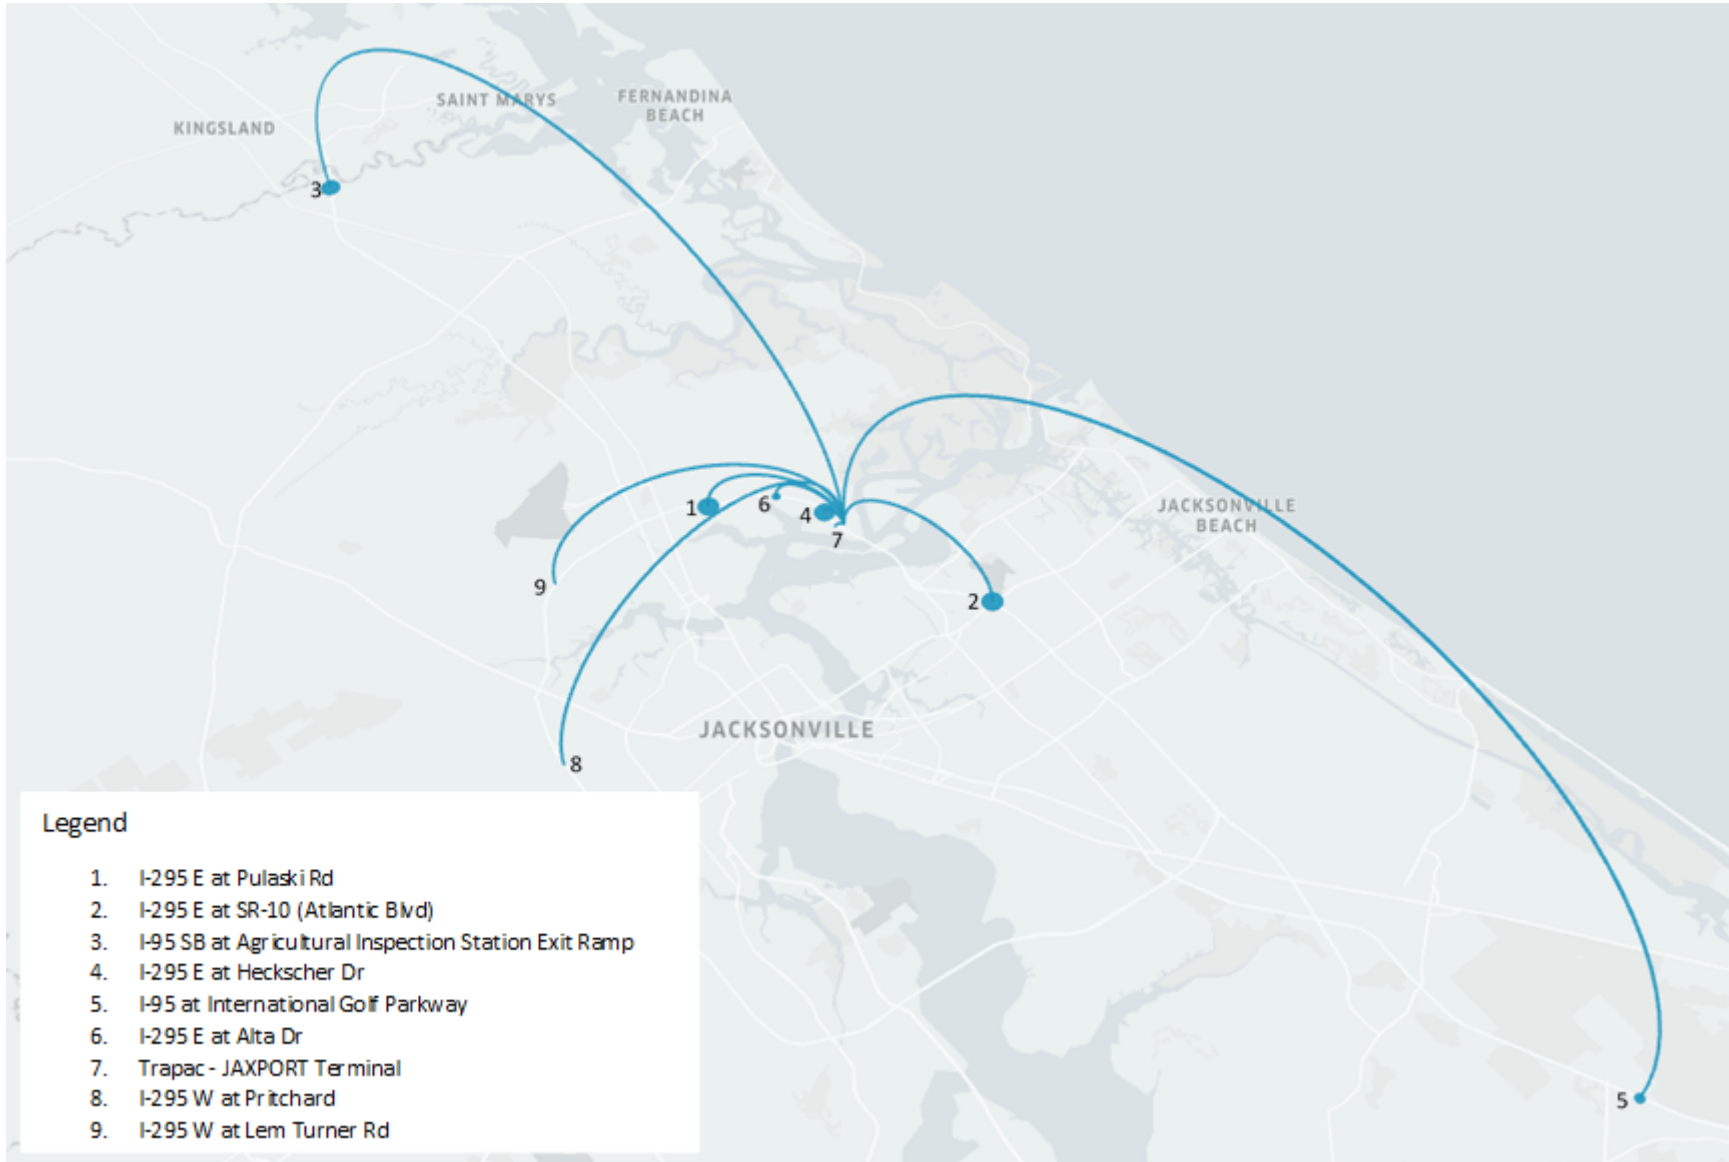 SAINT MARYS
FERNANDINA
BEACH
KINGSLAND
3
JACKSONVILLE
BEACH
1
6
4
7
9
2
JACKSONVILLE
8
5
Legend
1. I-295 E at Pulaski Rd
2. I-295 E at SR-10 (Atlantic Blvd)
3. I-95 SB at Agricultural Inspection Station Exit Ramp
4. I-295 E at Heckscher Dr
5. I-95 at International Golf Parkway
6. I-295 E at Alta Dr
7. Trapac - JAXPORT Terminal
8. I-295 W at Pritchard
9. I-295 W at Lem Turner Rd